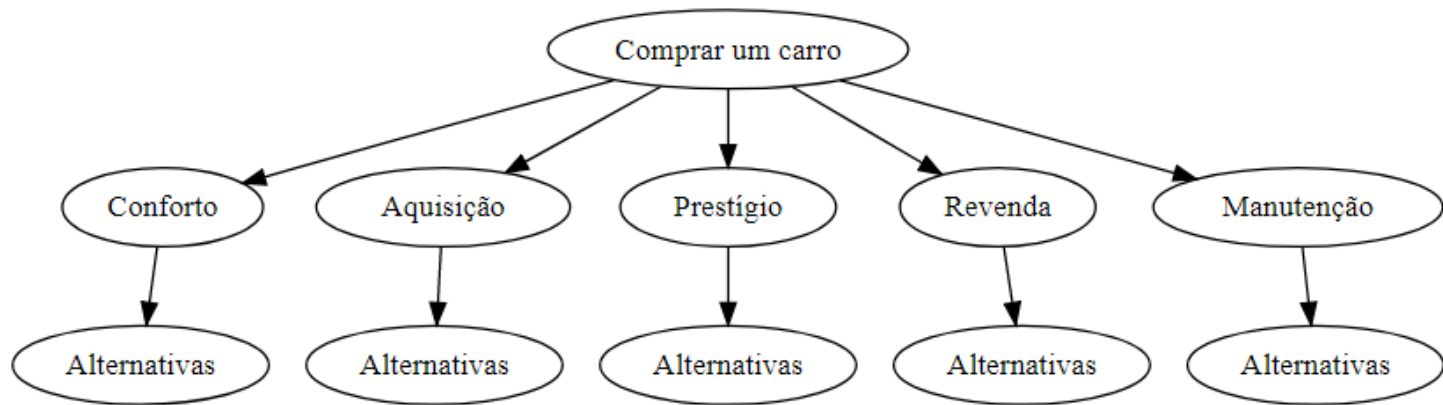 Comprar um carro
Conforto
Aquisição
Prestígio
Revenda
Manutenção
Alternativas
Alternativas
Alternativas
Alternativas
Alternativas